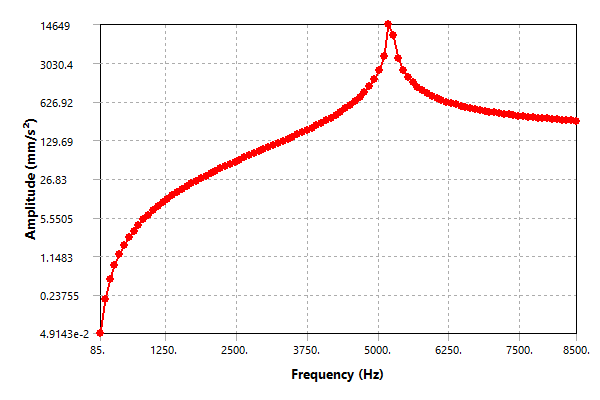 14649
3030.4
626.92
129.69
26.83
5.5505
1.1483
0.23755
4.9143e-2
Amplitude (mm/s²)
85. 1250. 2500. 3750. 5000. 6250. 7500. 8500.
Frequency (Hz)